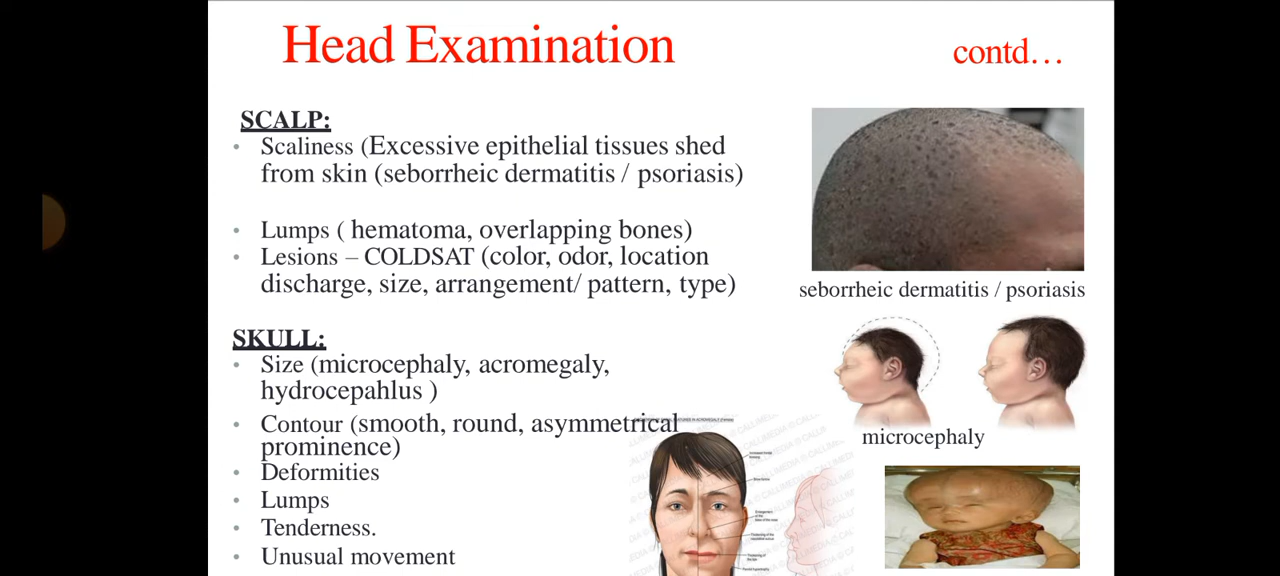 Head Examination
contd…
SCALP:
• Scaliness (Excessive epithelial tissues shed
from skin (seborrheic dermatitis / psoriasis)
• Lumps ( hematoma, overlapping bones)
• Lesions – COLDSAT (color, odor, location
discharge, size, arrangement/ pattern, type)
seborrheic dermatitis / psoriasis
SKULL:
• Size (microcephaly, acromegaly,
hydrocepahlus )
• Contour (smooth, round, asymmetrical
prominence)
• Deformities
• Lumps
• Tenderness.
• Unusual movement
microcephaly